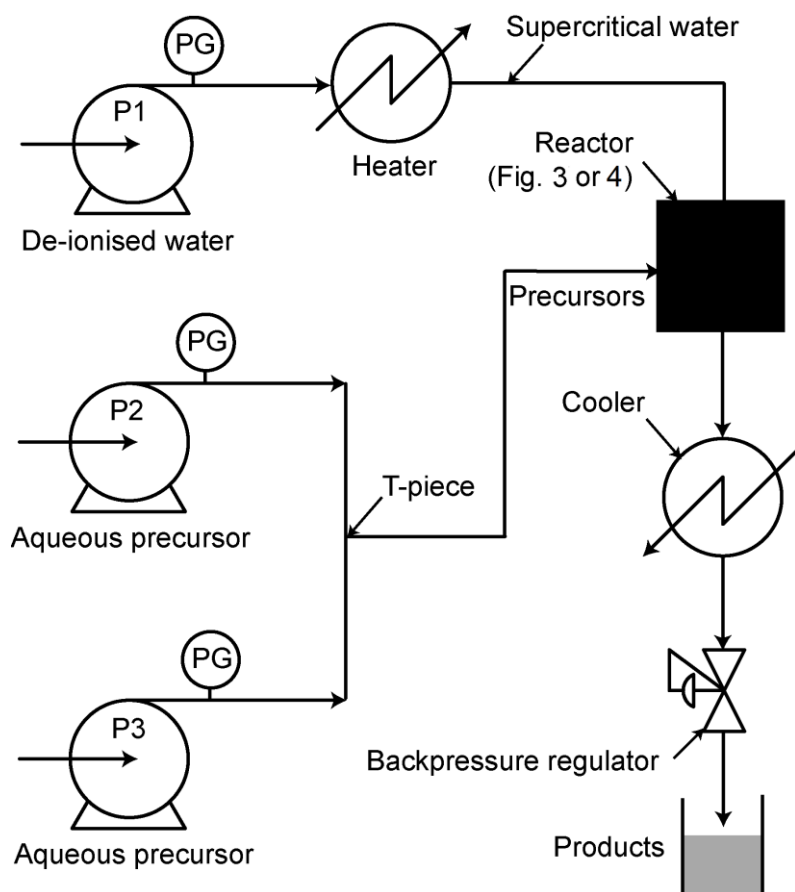 PG
P1
De-ionised water
Heater
Supercritical water
Reactor
(Fig. 3 or 4)
Precursors
PG
P2
Aqueous precursor
T-piece
Cooler
PG
P3
Aqueous precursor
Backpressure regulator
Products